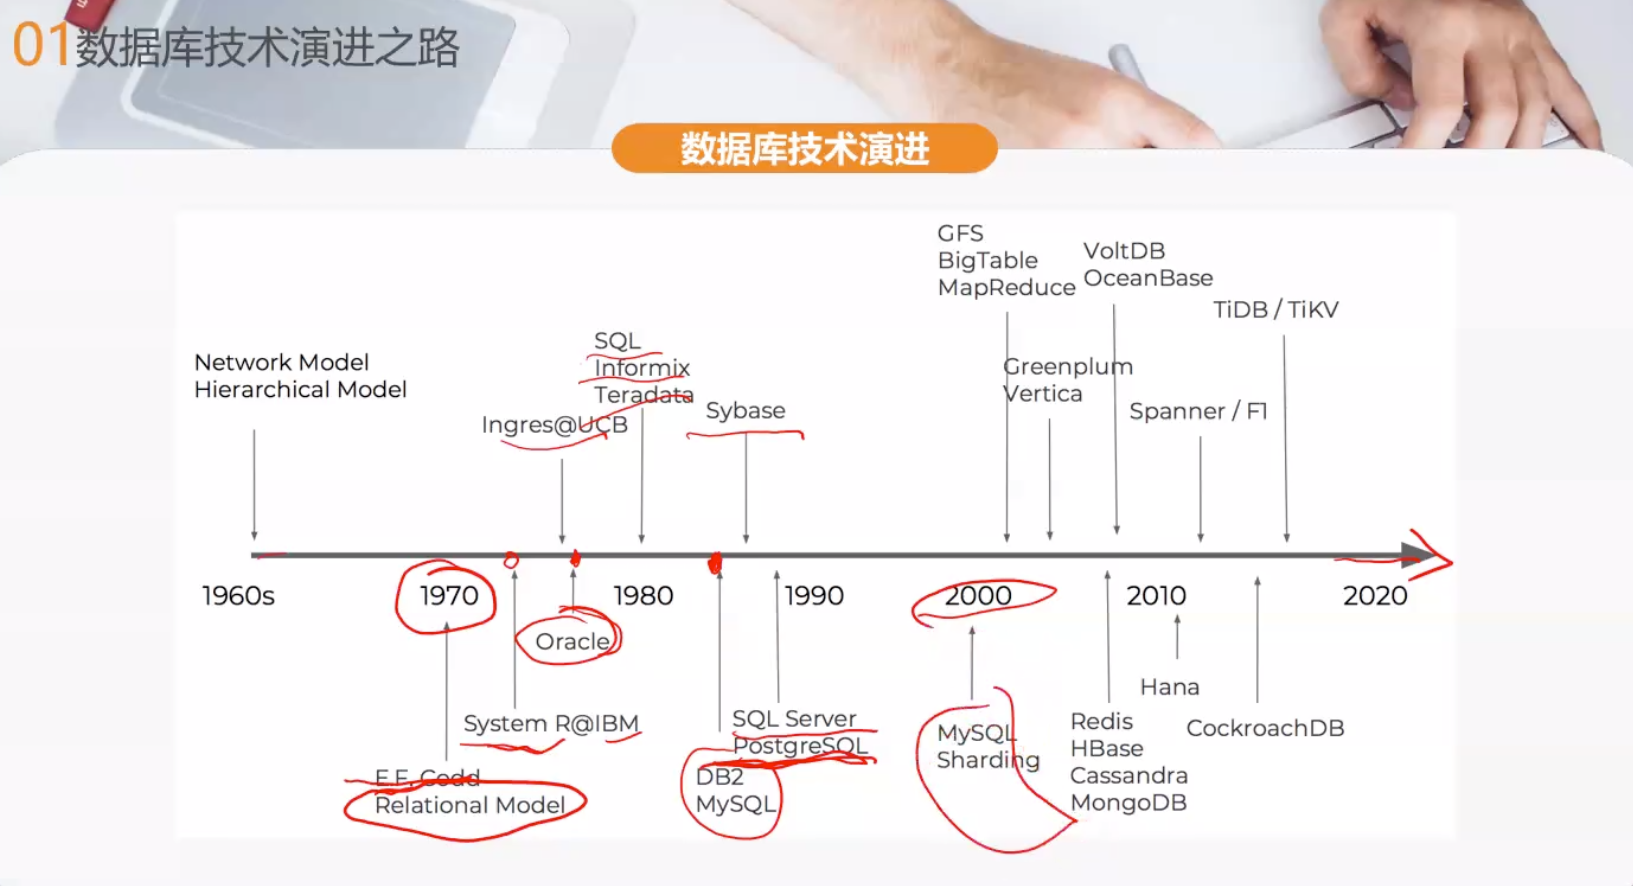 01数据库技术演进之路
数据库技术演进
GFS
BigTable
MapReduce
VoltDB
OceanBase
TiDB / TiKV
Network Model
Hierarchical Model
SQL
Informix
Teradata
Ingres@UCB
Sybase
Greenplum
Vertica
Spanner / F1
1960s
1970
1980
1990
2000
2010
2020
Oracle
System R@IBM
E.F. Codd
Relational Model
SQL Server
PostgreSQL
DB2
MySQL
MySQL
Sharding
Redis
HBase
Cassandra
MongoDB
Hana
CockroachDB